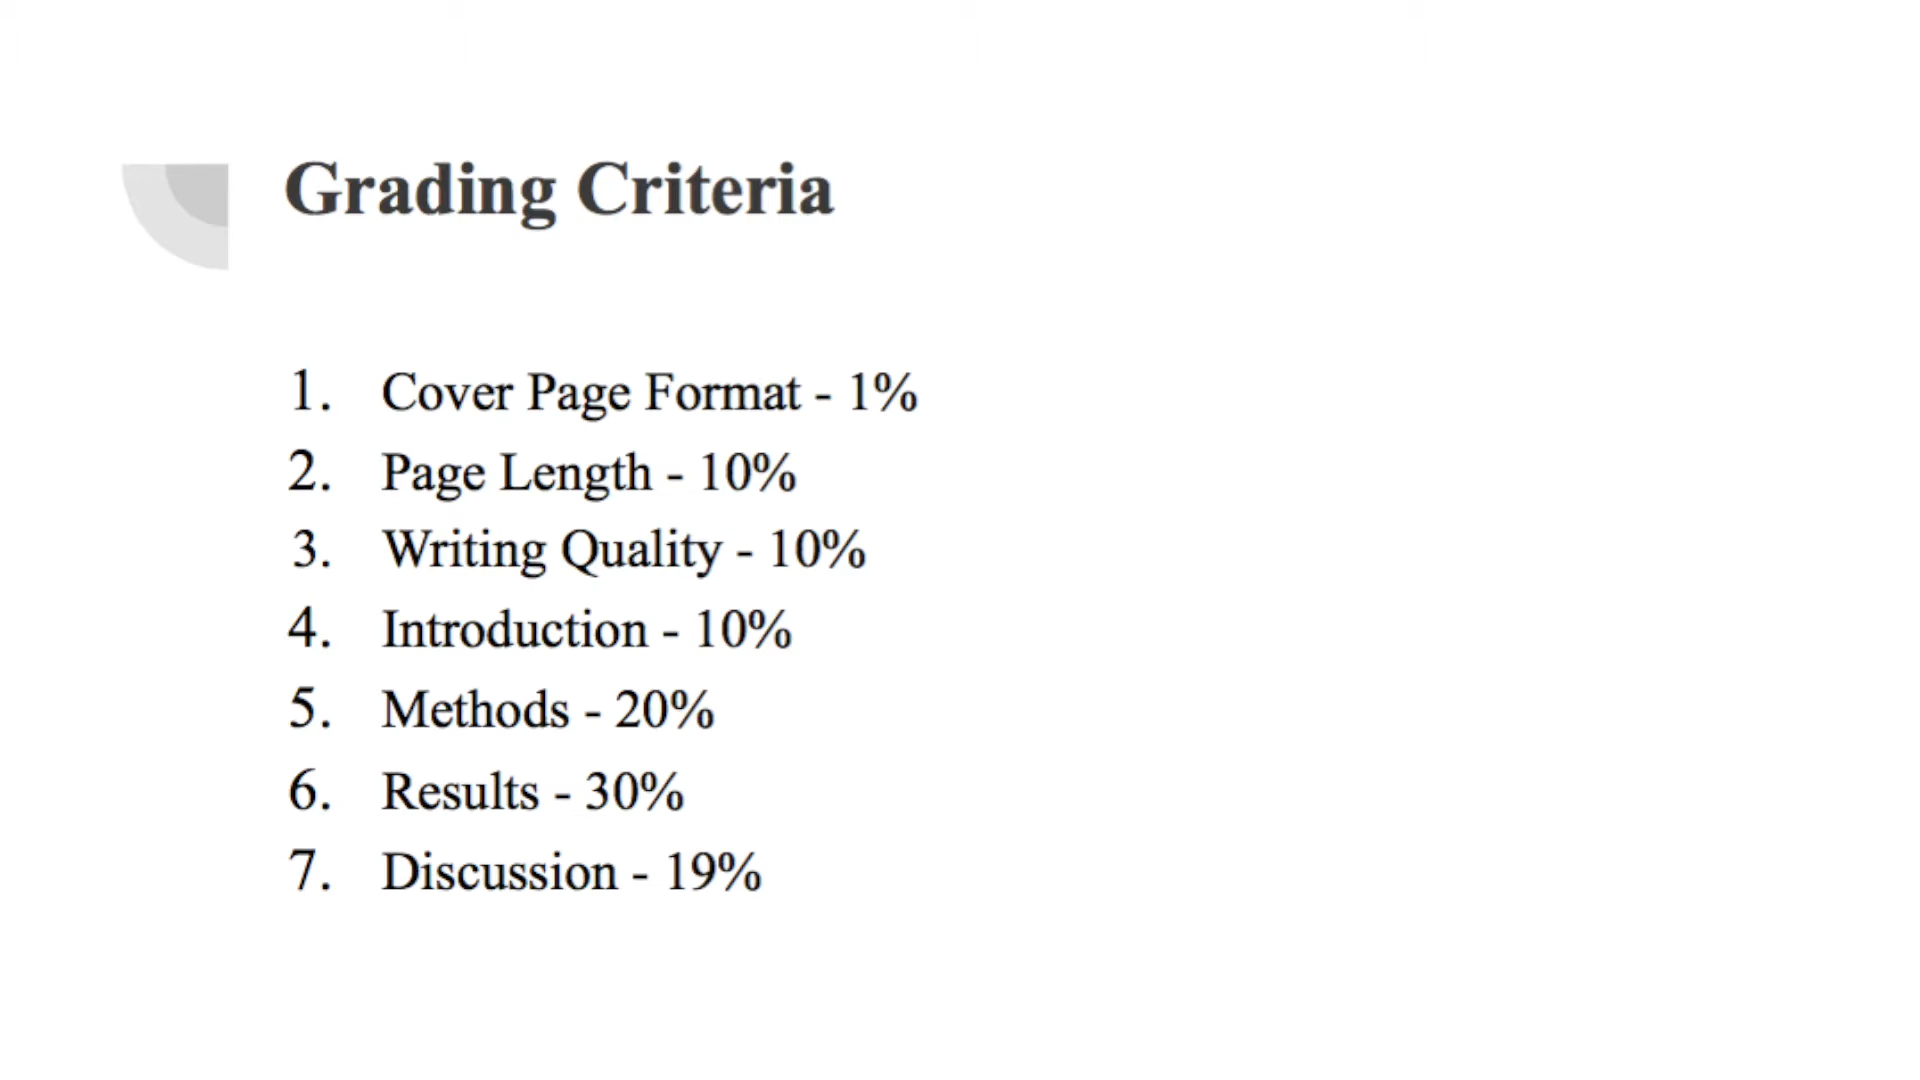 Grading Criteria
1. Cover Page Format - 1%
2. Page Length - 10%
3. Writing Quality - 10%
4. Introduction - 10%
5. Methods - 20%
6. Results - 30%
7. Discussion - 19%